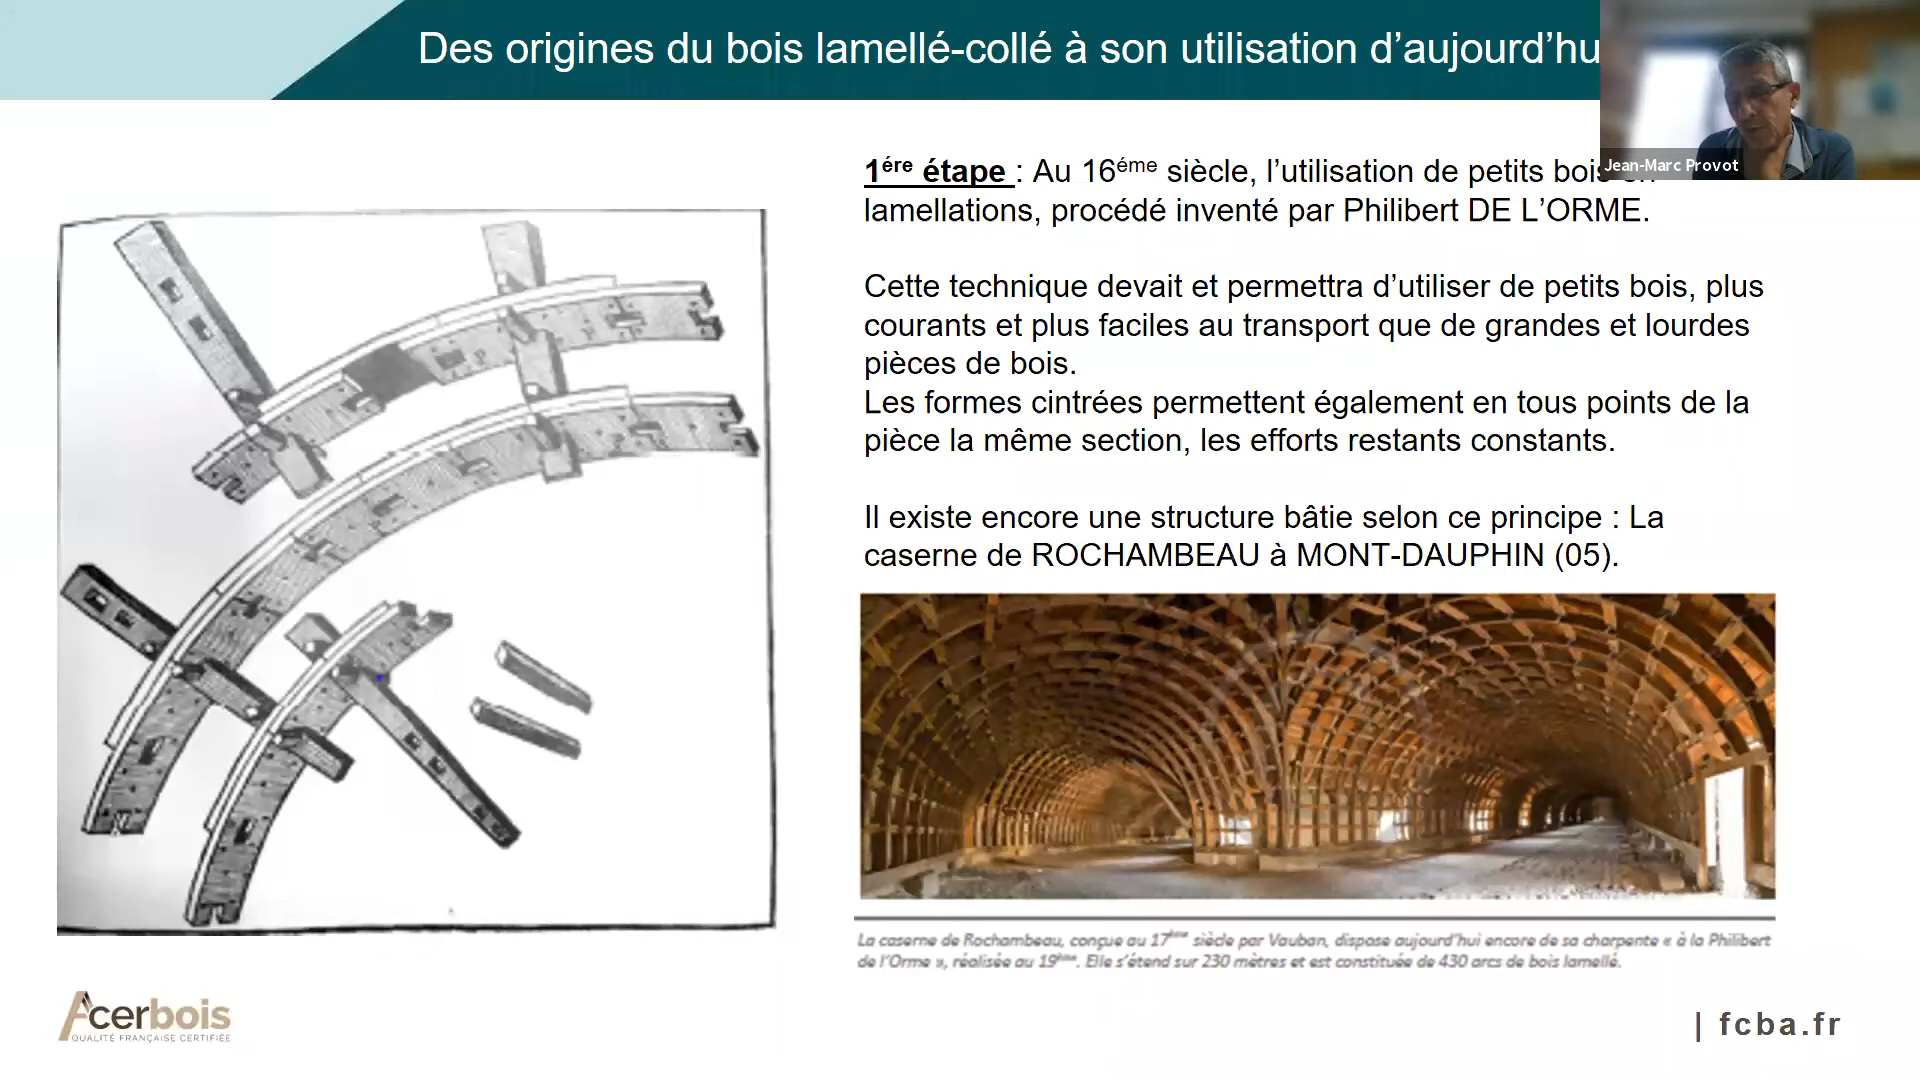 Des origines du bois lamellé-collé à son utilisation d’aujourd’hu
Jean-Marc Provot
1ére étape : Au 16éme siècle, l’utilisation de petits bois en
lamellations, procédé inventé par Philibert DE L’ORME.
Cette technique devait et permettra d’utiliser de petits bois, plus
courants et plus faciles au transport que de grandes et lourdes
pièces de bois.
Les formes cintrées permettent également en tous points de la
pièce la même section, les efforts restants constants.
Il existe encore une structure bâtie selon ce principe : La
caserne de ROCHAMBEAU à MONT-DAUPHIN (05).
La caserne de Rochambeau, conçue au 17ème siècle par Vauban, dispose aujourd’hui encore de sa charpente « à la Philibert
de l’Orme », réalisée au 19ème. Elle s’étend sur 230 mètres et est constituée de 430 arcs de bois lamellé.
Acerbois
QUALITÉ FRANÇAISE CERTIFIÉE
| fcba.fr